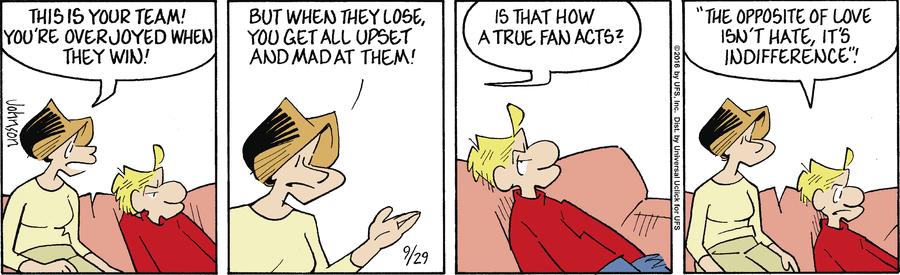 THIS IS YOUR TEAM!
YOU'RE OVERJOYED WHEN
THEY WIN!
Johnson
BUT WHEN THEY LOSE,
YOU GET ALL UPSET
AND MAD AT THEM!
9/29
IS THAT HOW
A TRUE FAN ACTS?
©2016 by UFS, Inc. Dist. by Universal Uclick for UFS
"THE OPPOSITE OF LOVE
ISN'T HATE, IT'S
INDIFFERENCE"!